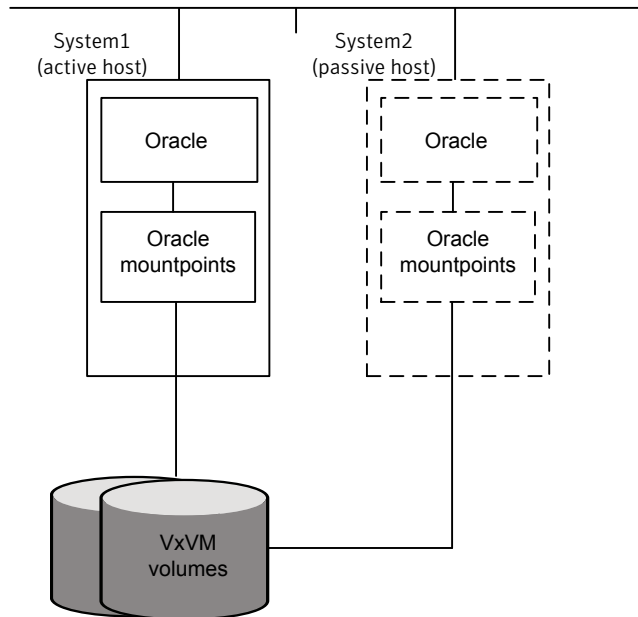 System1
(active host)
System2
(passive host)
Oracle
Oracle
mountpoints
Oracle
Oracle
mountpoints
VxVM
volumes